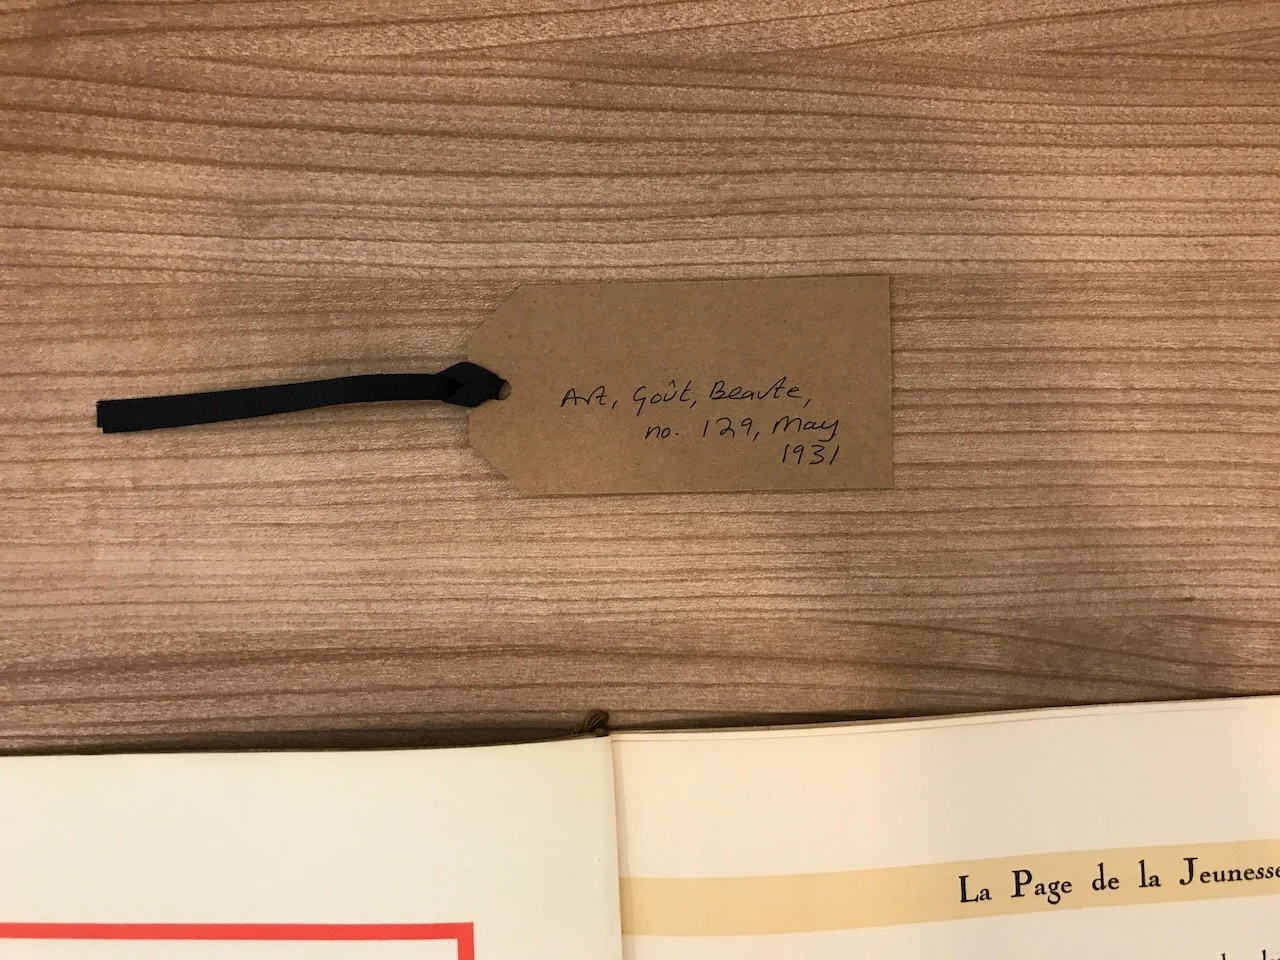 Art, Goût, Beaute,
no. 129, May
1931
La Page de la Jeunesse